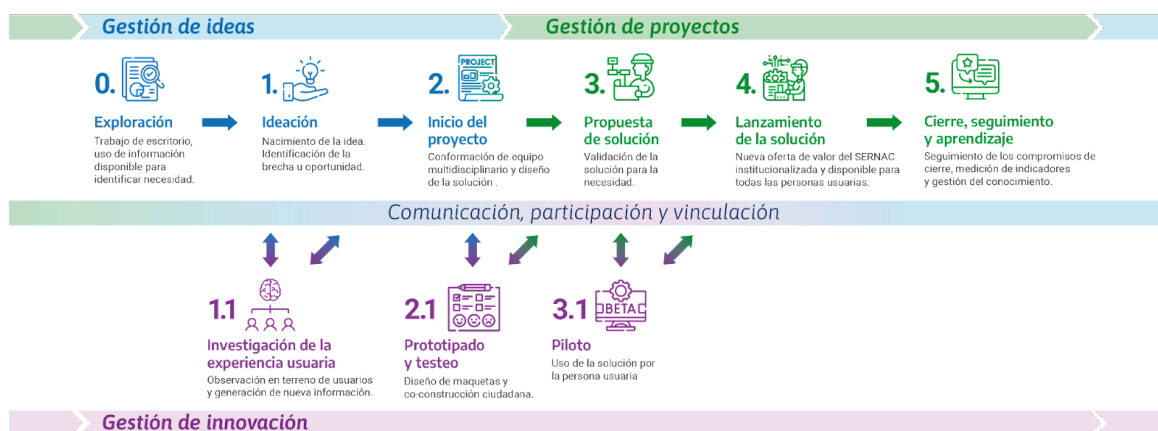 Gestión de ideas
Gestión de proyectos
0.
Exploración
Trabajo de escritorio,
uso de información
disponible para
identificar necesidad.
1.
Ideación
Nacimiento de la idea.
Identificación de la
brecha u oportunidad.
PROJECT
2.
Inicio del
proyecto
Conformación de equipo
multidisciplinario y diseño
de la solución .
3.
Propuesta
de solución
Validación de la
solución para la
necesidad.
4.
Lanzamiento
de la solución
Nueva oferta de valor del SERNAC
institucionalizada y disponible para
todas las personas usuarias.
5.
Cierre, seguimiento
y aprendizaje
Seguimiento de los compromisos de
cierre, medición de indicadores
y gestión del conocimiento.
Comunicación, participación y vinculación
1.1
Investigación de la
experiencia usuaria
Observación en terreno de usuarios
y generación de nueva información.
2.1
Prototipado
y testeo
Diseño de maquetas y
co-construcción ciudadana.
3.1
BETA
Piloto
Uso de la solución por
la persona usuaria
Gestión de innovación